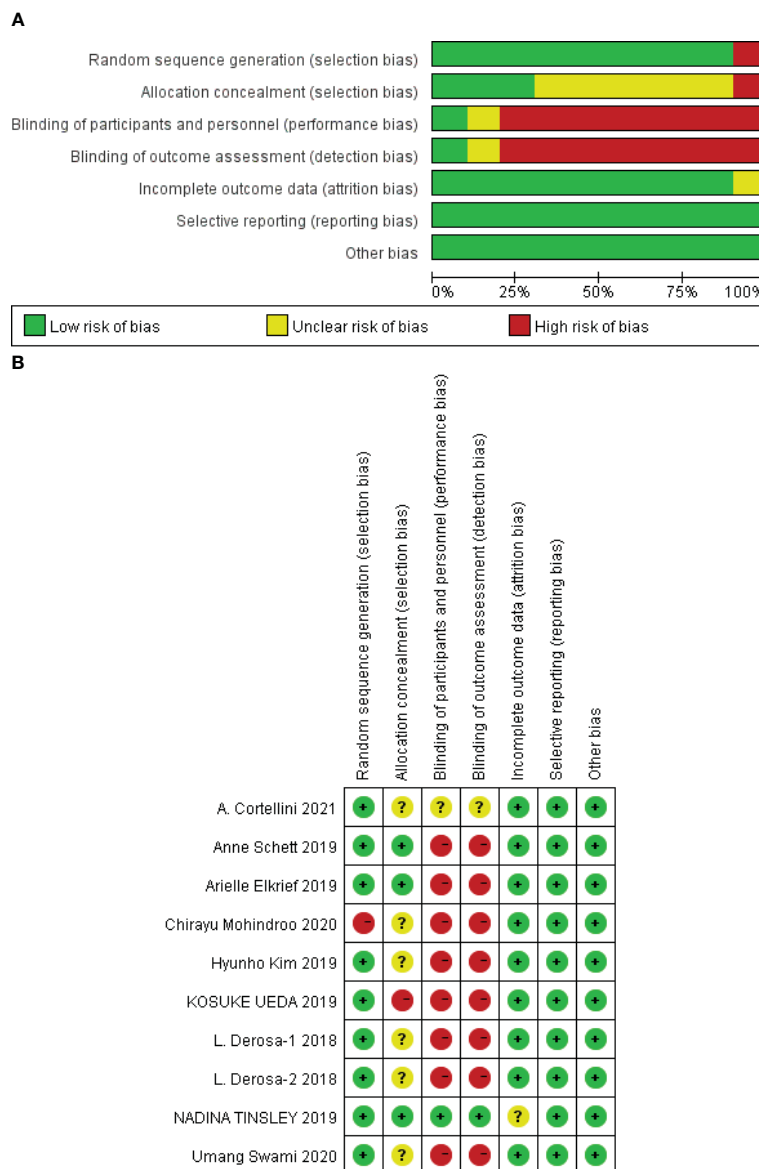 A
Random sequence generation (selection bias)
Allocation concealment (selection bias)
Blinding of participants and personnel (performance bias)
Blinding of outcome assessment (detection bias)
Incomplete outcome data (attrition bias)
Selective reporting (reporting bias)
Other bias
0% 25% 50% 75% 100%
Low risk of bias Unclear risk of bias High risk of bias
B
Random sequence generation (selection bias)
Allocation concealment (selection bias)
Blinding of participants and personnel (performance bias)
Blinding of outcome assessment (detection bias)
Incomplete outcome data (attrition bias)
Selective reporting (reporting bias)
Other bias
A. Cortellini 2021 + ? ? ? + + +
Anne Schett 2019 + + - - + + +
Arielle Elkrief 2019 + + - - + + +
Chirayu Mohindroo 2020 - ? - - + + +
Hyunho Kim 2019 + ? - - + + +
KOSUKE UEDA 2019 + - - - + + +
L. Derosa-1 2018 + ? - - + + +
L. Derosa-2 2018 + ? - - + + +
NADINA TINSLEY 2019 + + + + ? + +
Umang Swami 2020 + ? - - + + +